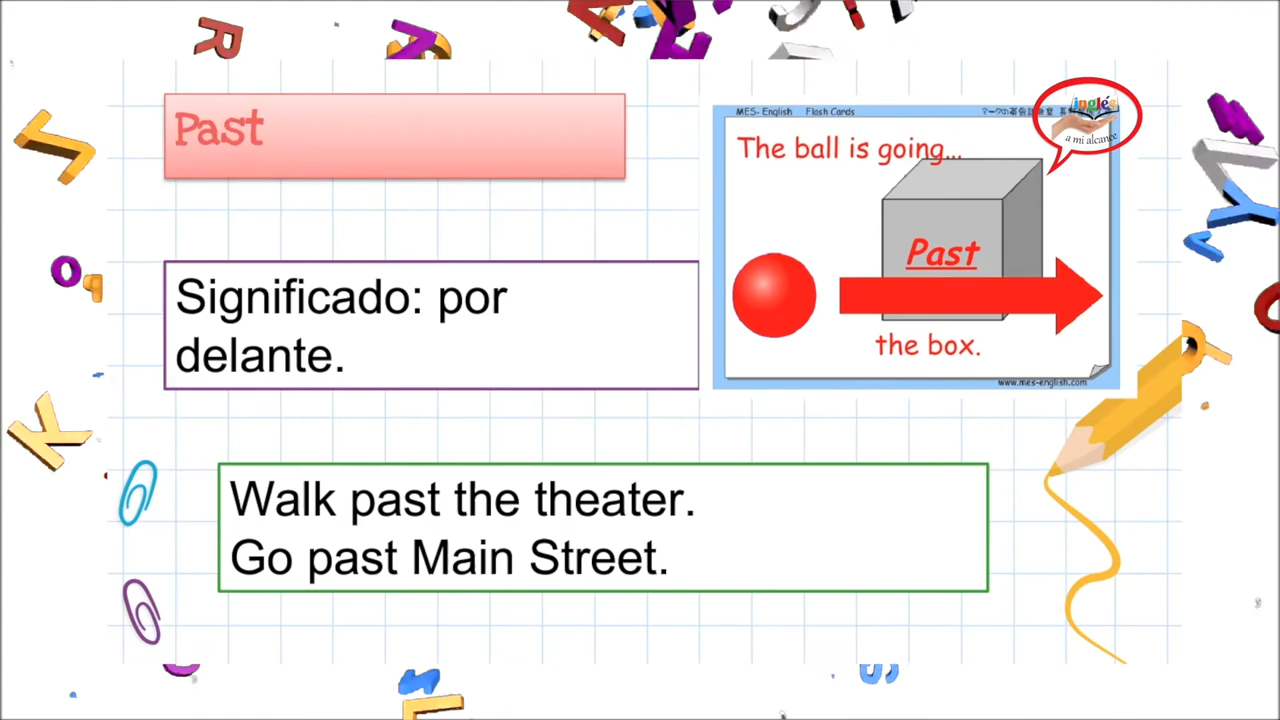 Past
Significado: por
delante.
MES- English Flash Cards
The ball is going...
Past
the box.
www.mes-english.com
inglés
a mi alcance
Walk past the theater.
Go past Main Street.